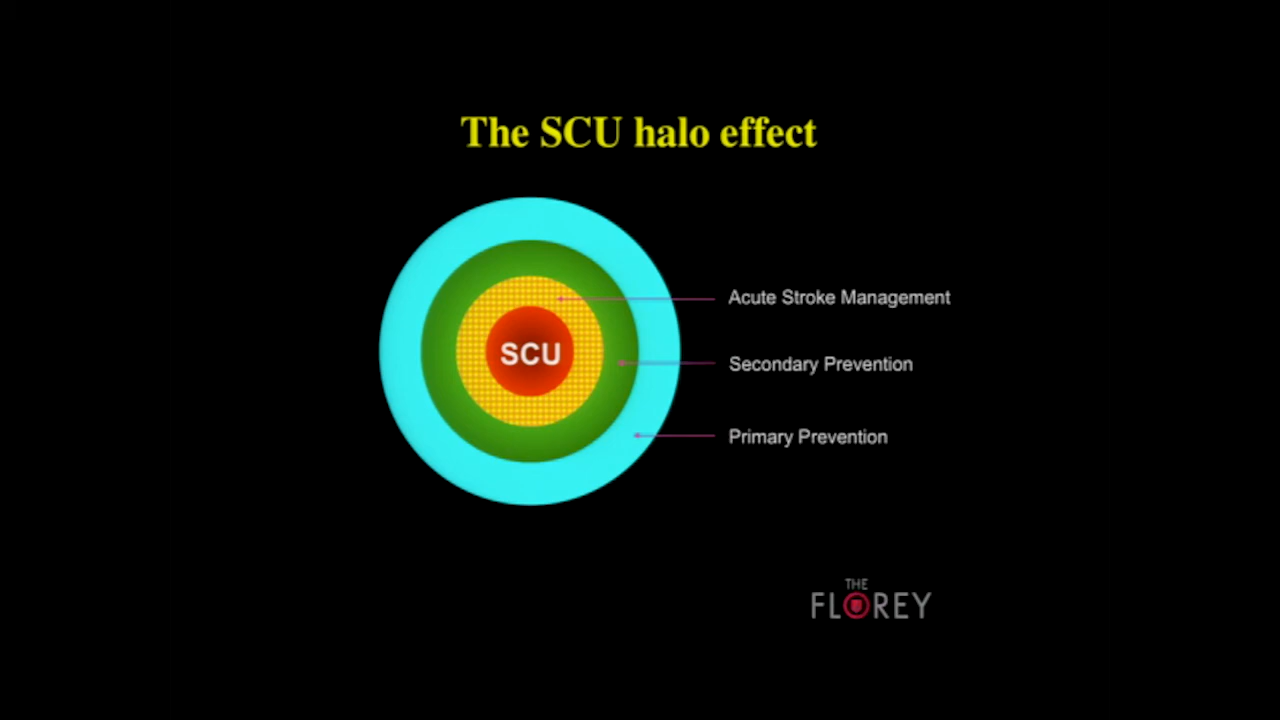 The SCU halo effect
Acute Stroke Management
SCU
Secondary Prevention
Primary Prevention
THE
FLOREY